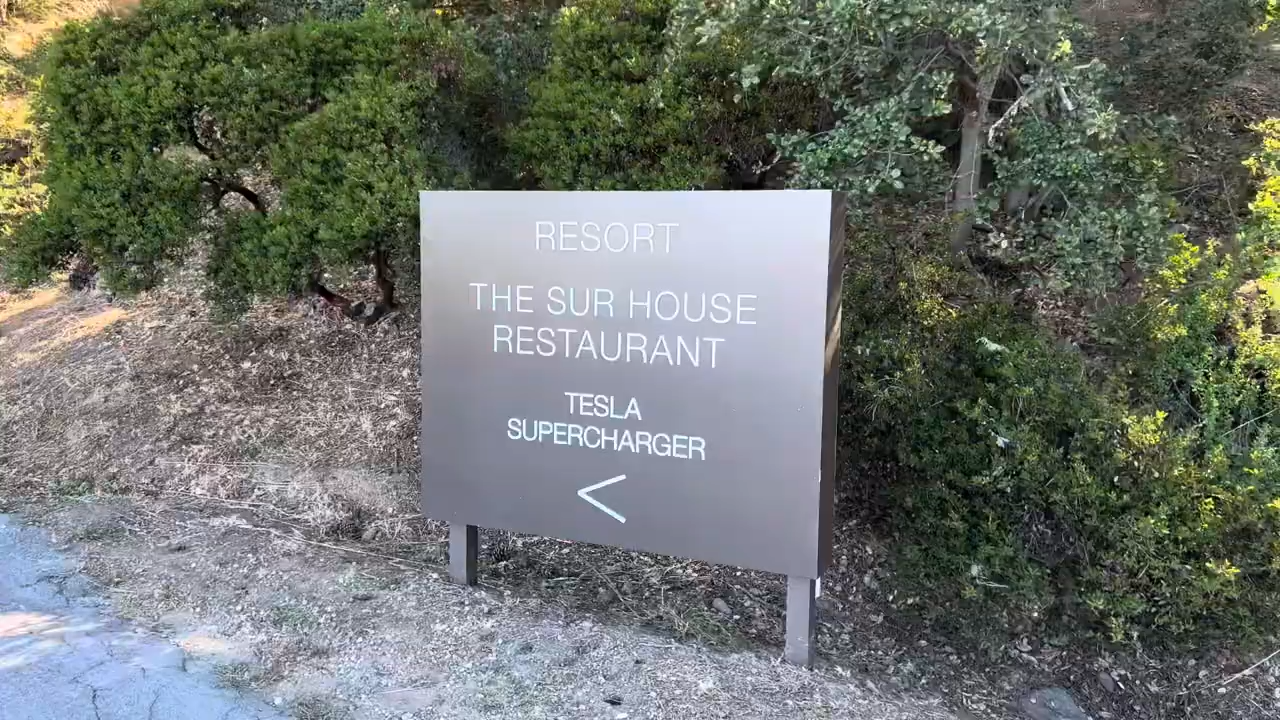 RESORT
THE SUR HOUSE
RESTAURANT
TESLA
SUPERCHARGER
<